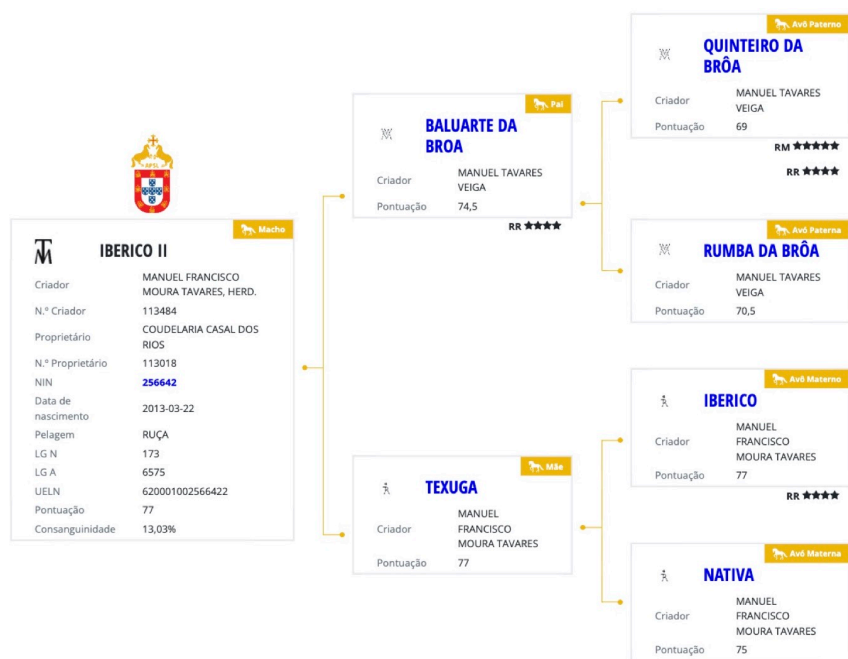 APSL
Macho
IBERICO II
Criador MANUEL FRANCISCO
MOURA TAVARES, HERD.
N.º Criador 113484
Proprietário COUDELARIA CASAL DOS
RIOS
N.º Proprietário 113018
NIN 256642
Data de
nascimento 2013-03-22
Pelagem RUÇA
LG N 173
LG A 6575
UELN 620001002566422
Pontuação 77
Consanguinidade 13,03%
Pai
BALUARTE DA
BROA
Criador MANUEL TAVARES
VEIGA
Pontuação 74,5
RR ★★★★
Mãe
TEXUGA
Criador MANUEL
FRANCISCO
MOURA TAVARES
Pontuação 77
Avô Paterno
QUINTEIRO DA
BRÔA
Criador MANUEL TAVARES
VEIGA
Pontuação 69
RM ★★★★★
RR ★★★★
Avó Paterna
RUMBA DA BRÔA
Criador MANUEL TAVARES
VEIGA
Pontuação 70,5
Avô Materno
IBERICO
Criador MANUEL
FRANCISCO
MOURA TAVARES
Pontuação 77
RR ★★★★
Avó Materna
NATIVA
Criador MANUEL
FRANCISCO
MOURA TAVARES
Pontuação 75